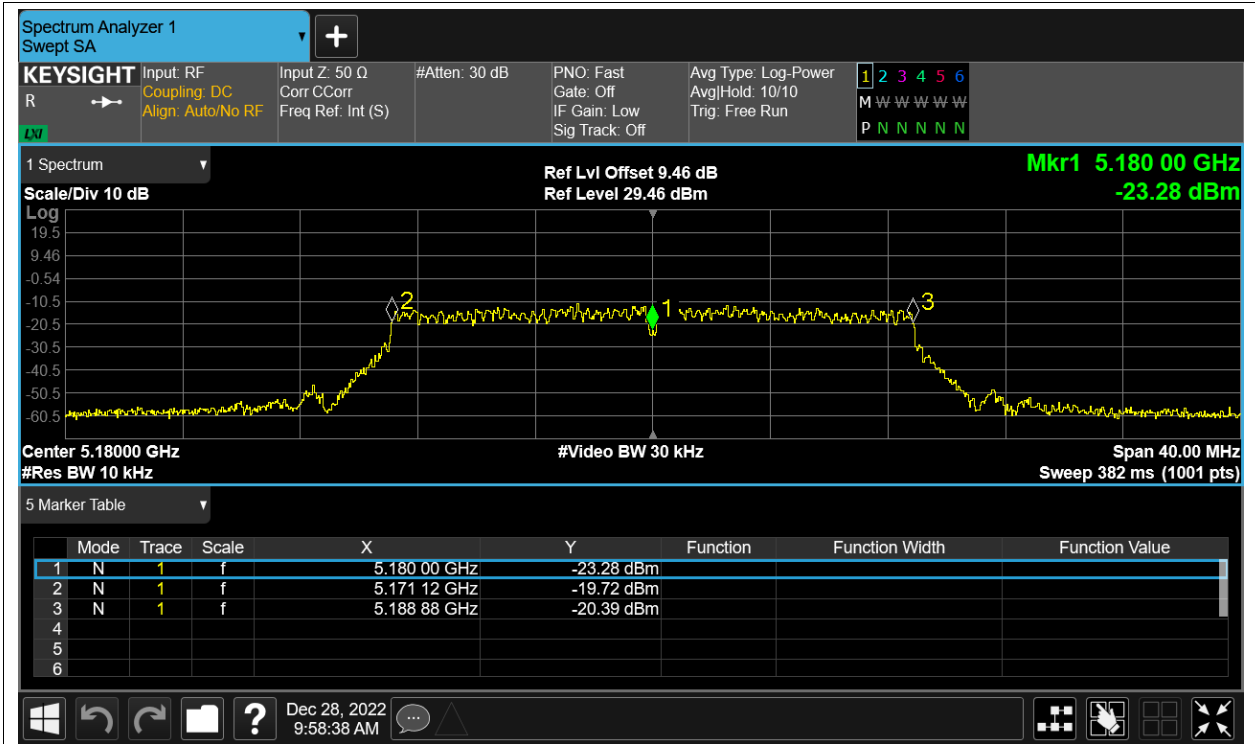 Spectrum Analyzer 1
Swept SA
KEYSIGHT
R
LXI
Input: RF
Coupling: DC
Align: Auto/No RF
Input Z: 50 Ω
Corr CCorr
Freq Ref: Int (S)
#Atten: 30 dB
PNO: Fast
Gate: Off
IF Gain: Low
Sig Track: Off
Avg Type: Log-Power
Avg|Hold: 10/10
Trig: Free Run
1 2 3 4 5 6
M W W W W W W
P N N N N N N
1 Spectrum
Scale/Div 10 dB
Ref Lvl Offset 9.46 dB
Ref Level 29.46 dBm
Mkr1 5.180 00 GHz
-23.28 dBm
Log
19.5
9.46
-0.54
-10.5
-20.5
-30.5
-40.5
-50.5
-60.5
2
1
3
Center 5.18000 GHz
#Video BW 30 kHz
Span 40.00 MHz
#Res BW 10 kHz
Sweep 382 ms (1001 pts)
5 Marker Table
Mode Trace Scale X Y Function Function Width Function Value
1 N 1 f 5.180 00 GHz -23.28 dBm
2 N 1 f 5.171 12 GHz -19.72 dBm
3 N 1 f 5.188 88 GHz -20.39 dBm
4
5
6
?
Dec 28, 2022
9:58:38 AM